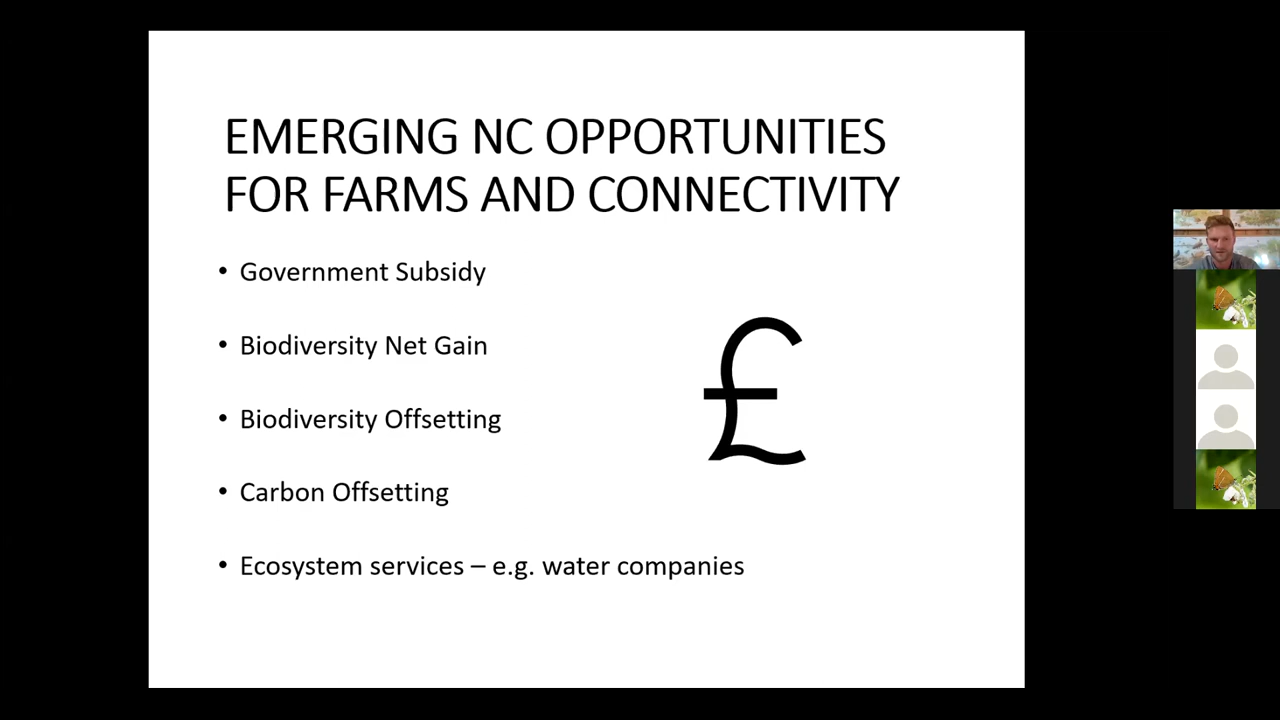 EMERGING NC OPPORTUNITIES
FOR FARMS AND CONNECTIVITY
• Government Subsidy
• Biodiversity Net Gain
• Biodiversity Offsetting
• Carbon Offsetting
• Ecosystem services – e.g. water companies
£